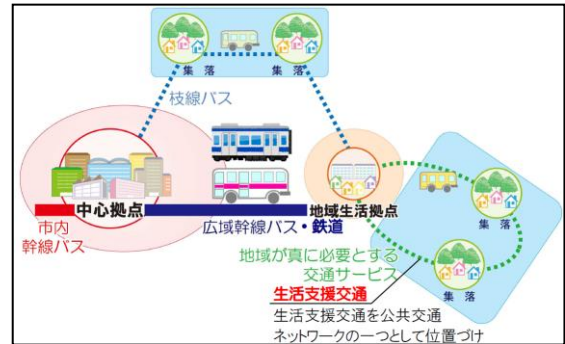 集 落
集 落
枝線バス
中心拠点
地域生活拠点
市内
幹線バス
広域幹線バス・鉄道
集 落
地域が真に必要とする
交通サービス
集 落
生活支援交通
生活支援交通を公共交通
ネットワークの一つとして位置づけ